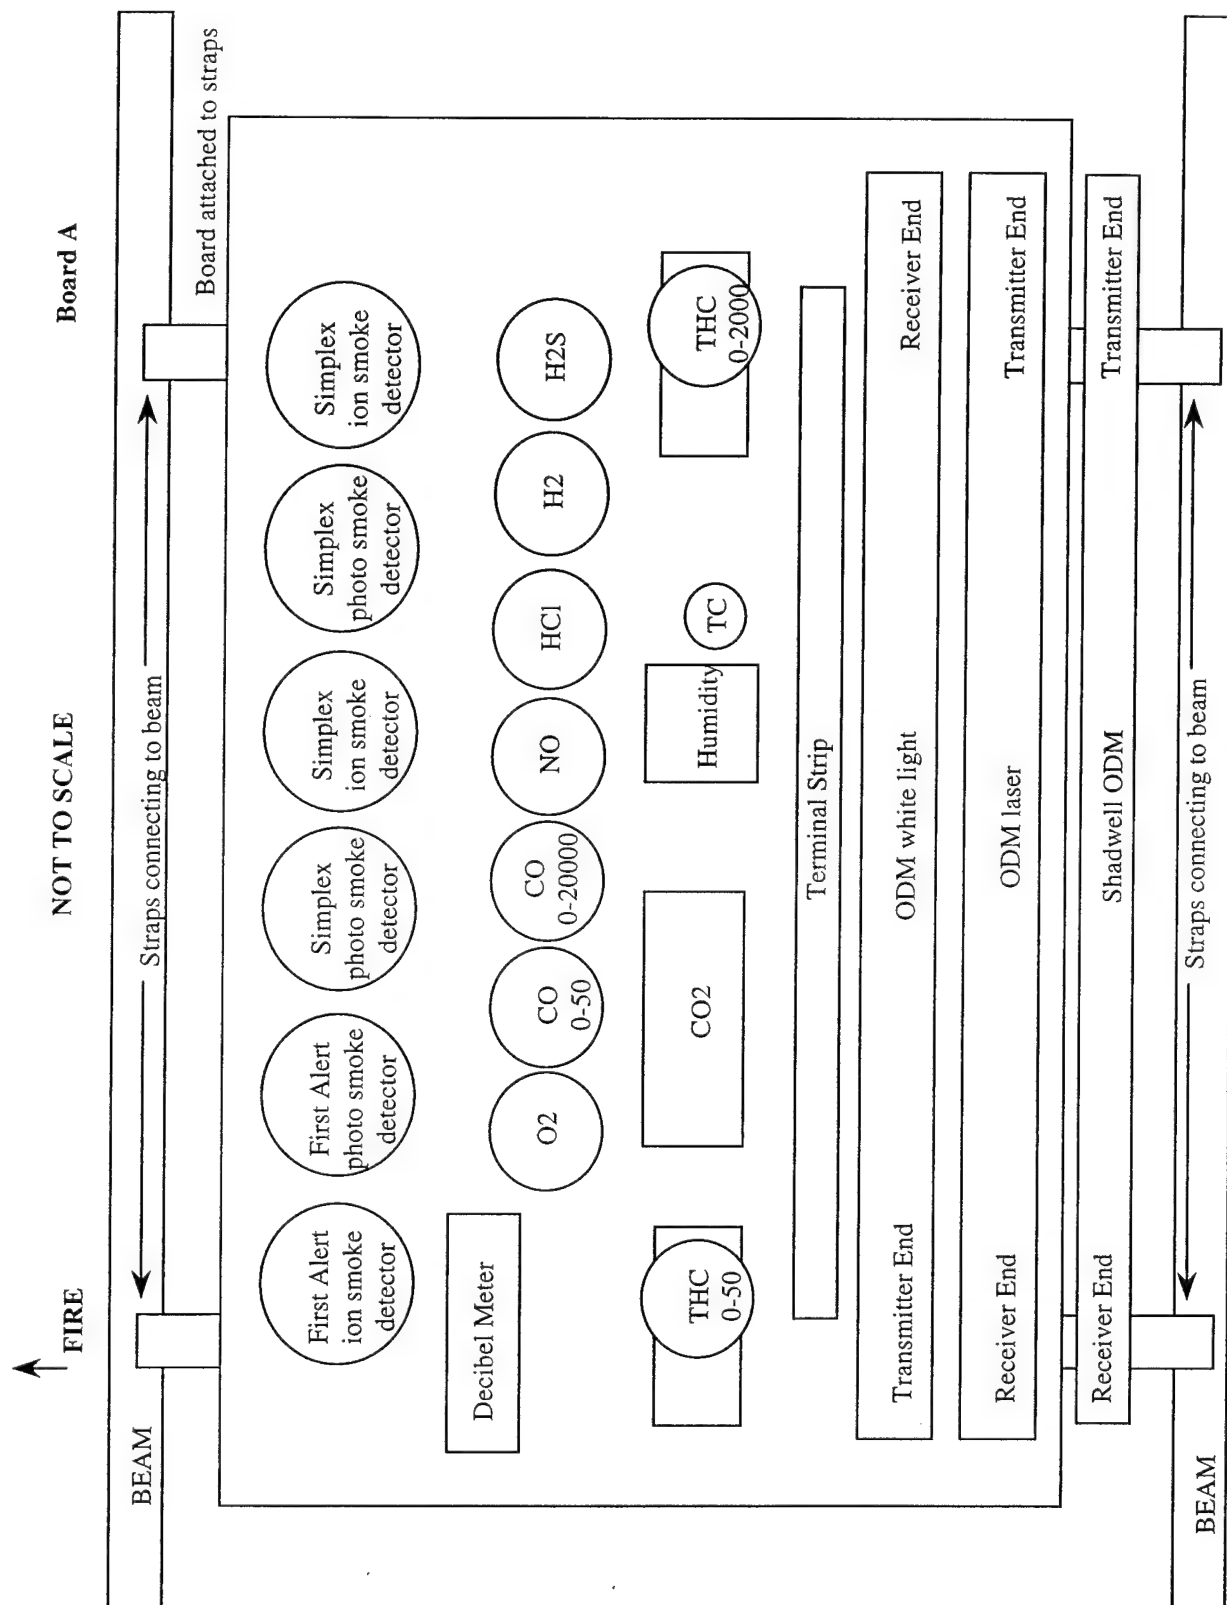 FIRE
NOT TO SCALE
Board A
BEAM
Straps connecting to beam
Board attached to straps
First Alert
ion smoke
detector
First Alert
photo smoke
detector
Simplex
photo smoke
detector
Simplex
ion smoke
detector
Simplex
photo smoke
detector
Simplex
ion smoke
detector
Decibel Meter
O2
CO
0-50
CO
0-20000
NO
HCl
H2
H2S
THC
0-50
CO2
Humidity
TC
THC
0-2000
Terminal Strip
Transmitter End
ODM white light
Receiver End
Receiver End
ODM laser
Transmitter End
Receiver End
Shadwell ODM
Transmitter End
BEAM
Straps connecting to beam